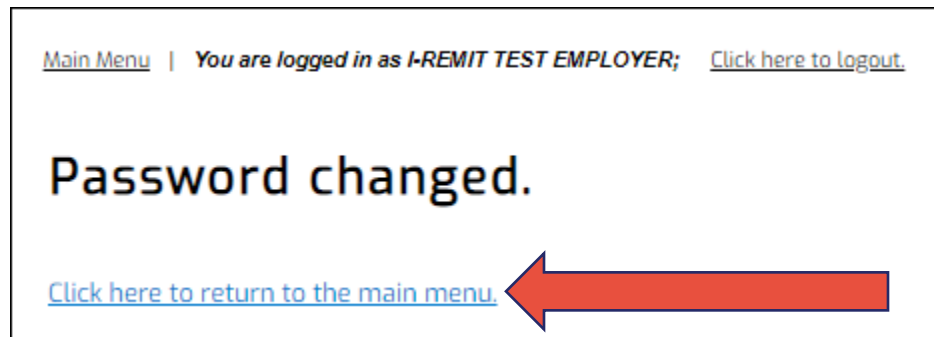 Main Menu | You are logged in as I-REMIT TEST EMPLOYER; Click here to logout.
Password changed.
Click here to return to the main menu.